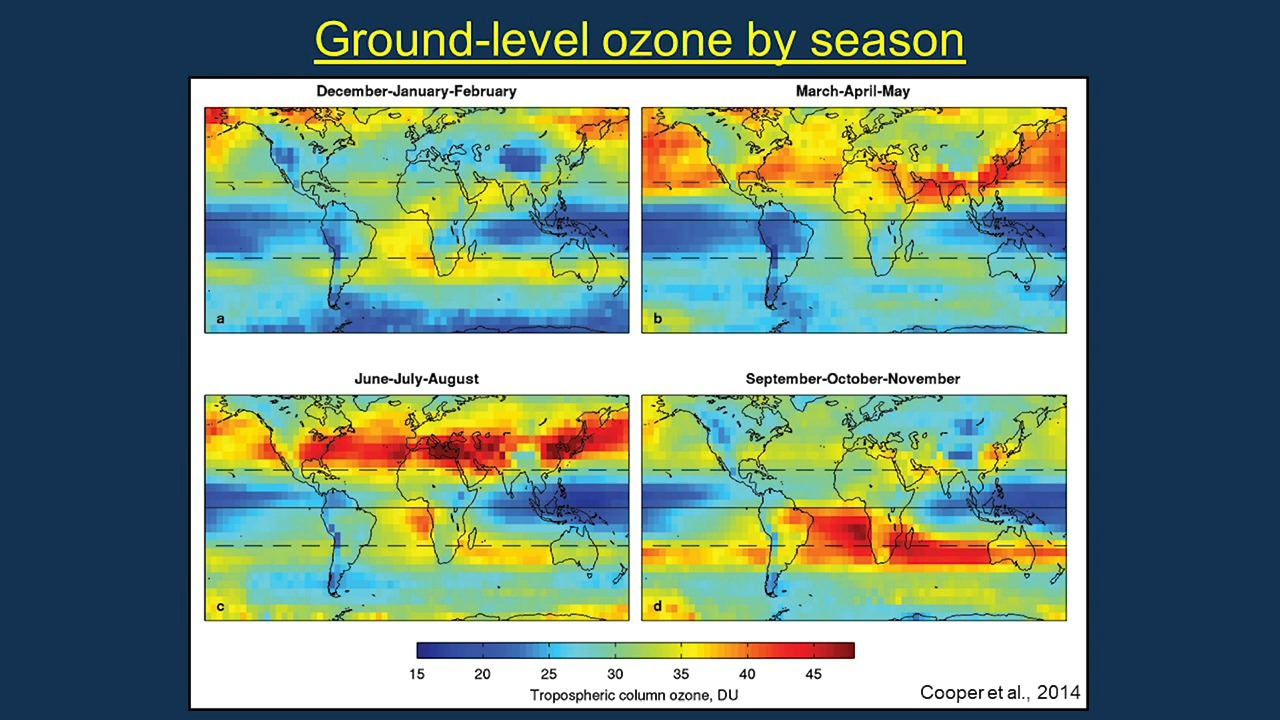 Ground-level ozone by season
December-January-February
March-April-May
a
b
June-July-August
September-October-November
c
d
15 20 25 30 35 40 45
Tropospheric column ozone, DU
Cooper et al., 2014